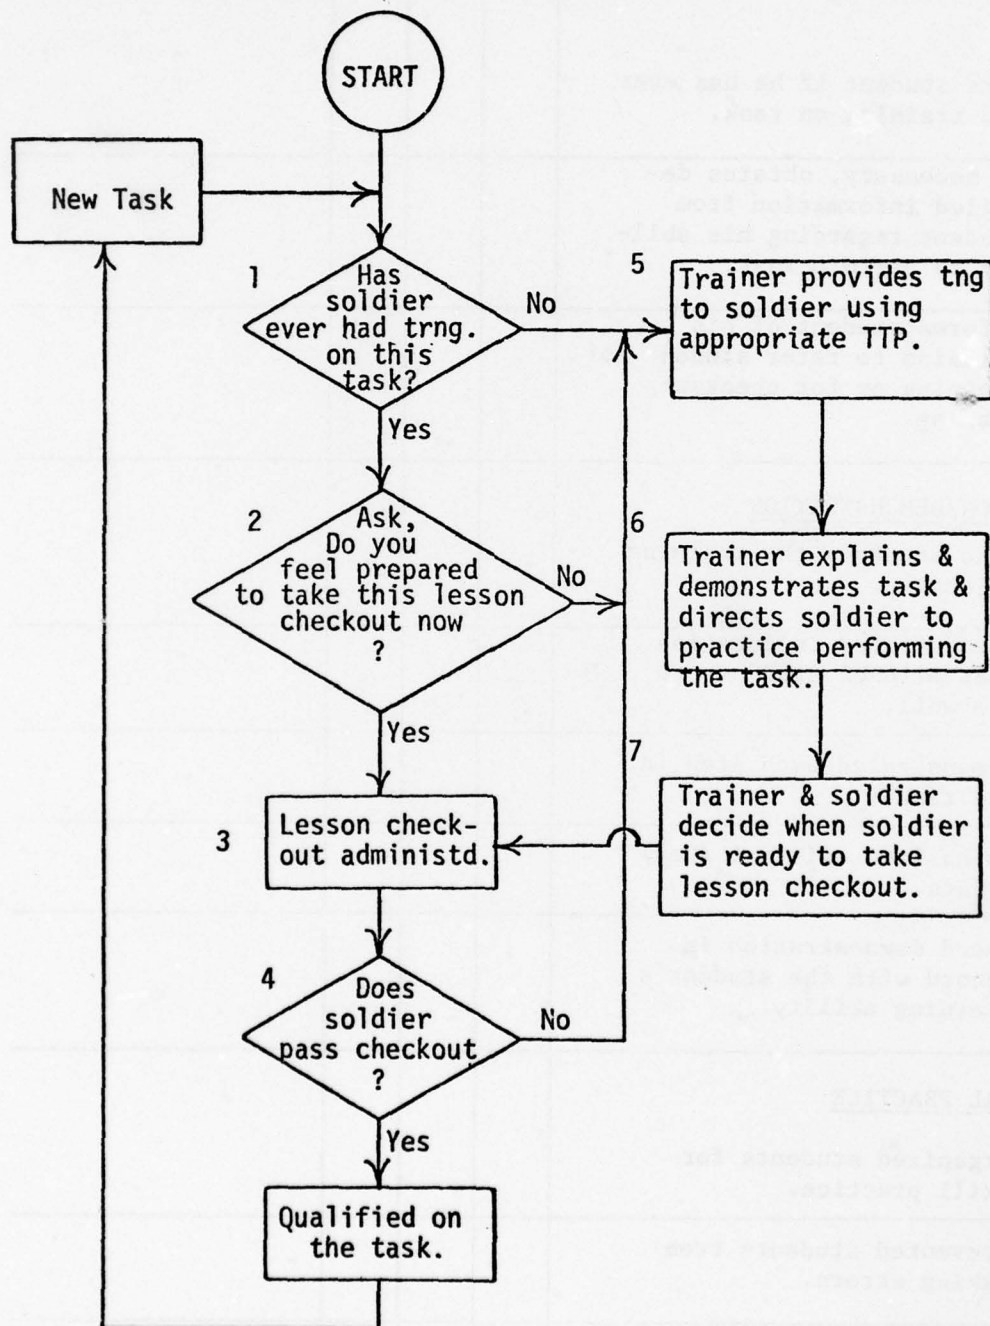 START
New Task
1
Has
soldier
ever had trng.
on this
task?
No
Yes
5
Trainer provides tng
to soldier using
appropriate TTP.
2
Ask,
Do you
feel prepared
to take this lesson
checkout now
?
No
Yes
6
Trainer explains &
demonstrates task &
directs soldier to
practice performing
the task.
7
Trainer & soldier
decide when soldier
is ready to take
lesson checkout.
3
Lesson check-
out administd.
4
Does
soldier
pass checkout
?
No
Yes
Qualified on
the task.